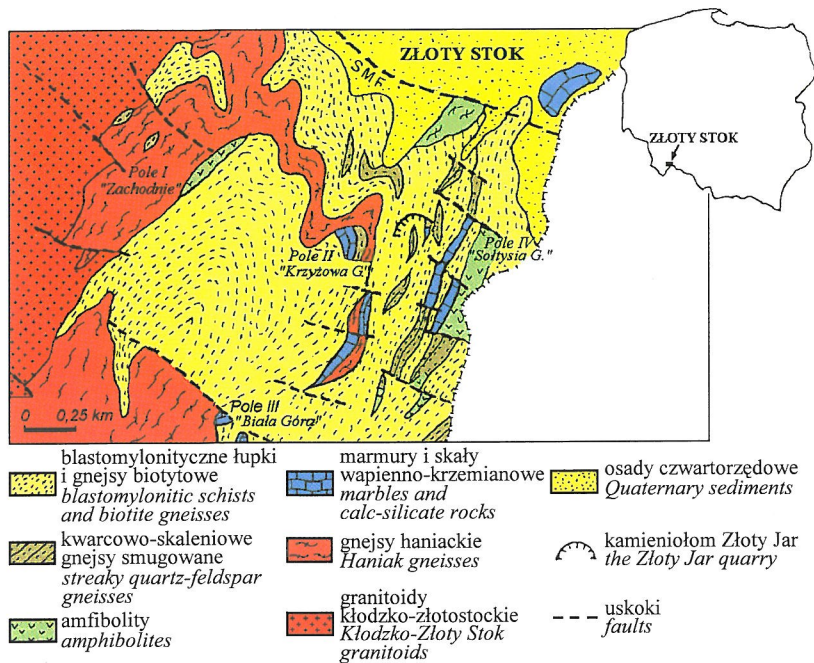 ZŁOTY STOK
SMF
ZŁOTY STOK
Pole I
"Zachodnie"
Pole II
"Krzyżowa G."
Pole IV
"Sołtysia G."
Pole III
"Biała Góra"
0 0,25 km
blastomylonityczne łupki
i gnejsy biotytowe
blastomylonitic schists
and biotite gneisses
kwarcowo-skaleniowe
gnejsy smugowane
streaky quartz-feldspar
gneisses
amfibolity
amphibolites
marmury i skały
wapienno-krzemianowe
marbles and
calc-silicate rocks
gnejsy haniackie
Haniak gneisses
granitoidy
kłodzko-złotostockie
Kłodzko-Złoty Stok
granitoids
osady czwartorzędowe
Quaternary sediments
kamieniołom Złoty Jar
the Złoty Jar quarry
uskoki
faults